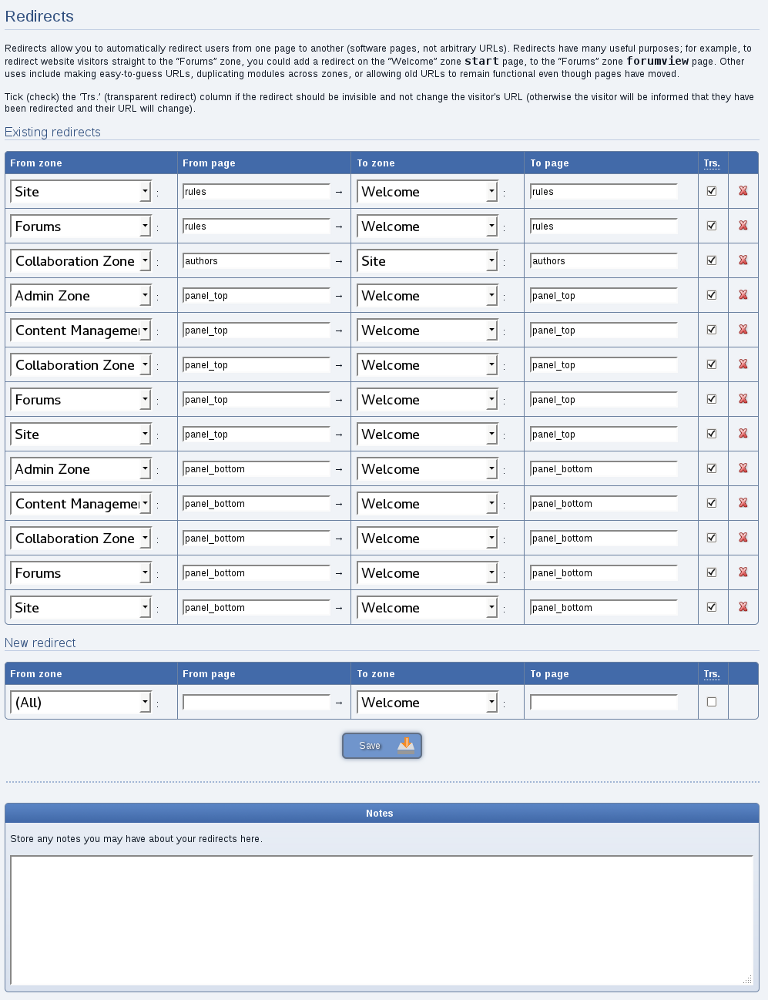 Redirects
Redirects allow you to automatically redirect users from one page to another (software pages, not arbitrary URLs). Redirects have many useful purposes; for example, to
redirect website visitors straight to the "Forums" zone, you could add a redirect on the "Welcome" zone start page, to the "Forums" zone forumview page. Other
uses include making easy-to-guess URLs, duplicating modules across zones, or allowing old URLs to remain functional even though pages have moved.
Tick (check) the 'Trs.' (transparent redirect) column if the redirect should be invisible and not change the visitor's URL (otherwise the visitor will be informed that they have
been redirected and their URL will change).
Existing redirects
From zone From page To zone To page Trs.
Site : rules → Welcome : rules
Forums : rules → Welcome : rules
Collaboration Zone : authors → Site : authors
Admin Zone : panel_top → Welcome : panel_top
Content Managemen : panel_top → Welcome : panel_top
Collaboration Zone : panel_top → Welcome : panel_top
Forums : panel_top → Welcome : panel_top
Site : panel_top → Welcome : panel_top
Admin Zone : panel_bottom → Welcome : panel_bottom
Content Managemen : panel_bottom → Welcome : panel_bottom
Collaboration Zone : panel_bottom → Welcome : panel_bottom
Forums : panel_bottom → Welcome : panel_bottom
Site : panel_bottom → Welcome : panel_bottom
New redirect
From zone From page To zone To page Trs.
(All) : → Welcome :
Save
Notes
Store any notes you may have about your redirects here.